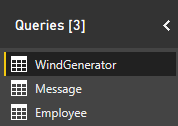 Queries [3]
WindGenerator
Message
Employee